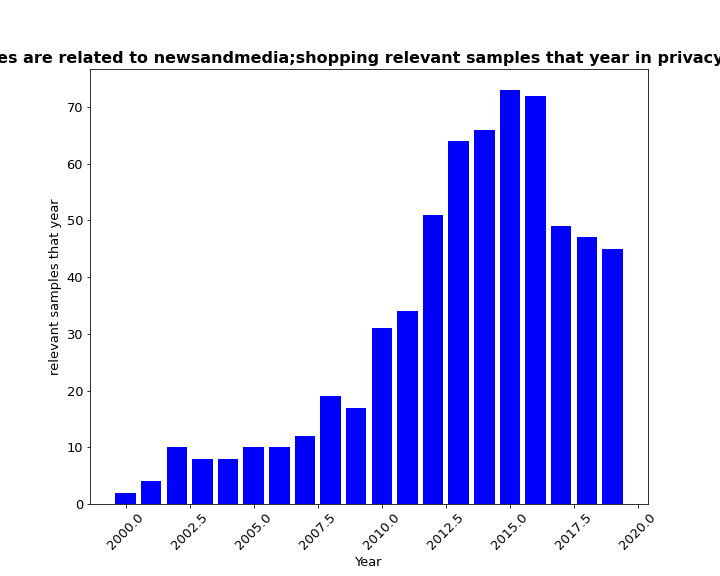 es are related to newsandmedia;shopping relevant samples that year in privacy
relevant samples that year
70
60
50
40
30
20
10
0
2000.0 2002.5 2005.0 2007.5 2010.0 2012.5 2015.0 2017.5 2020.0
Year